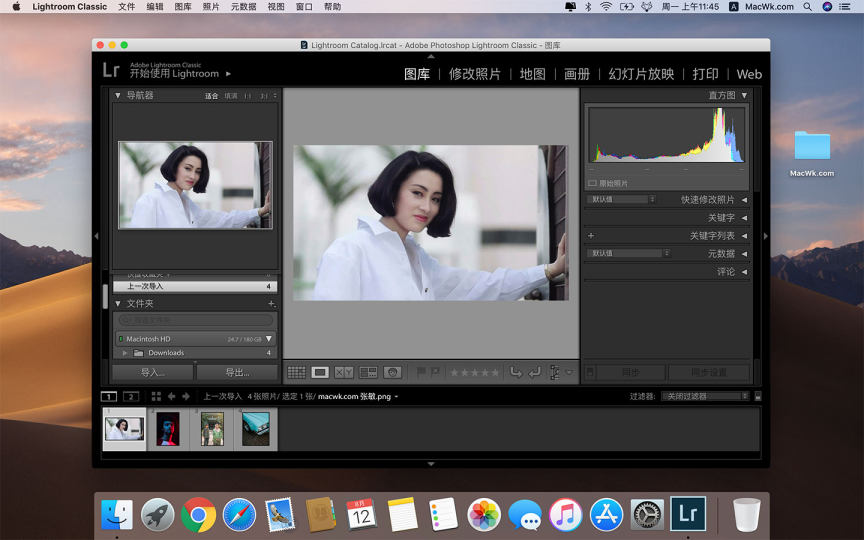 Lightroom Classic 文件 编辑 图库 照片 元数据 视图 窗口 帮助 周一 上午11:45 A MacWk.com
Lightroom Catalog.lrcat - Adobe Photoshop Lightroom Classic - 图库
Lr
Adobe Lightroom Classic
开始使用 Lightroom
图库 | 修改照片 | 地图 | 画册 | 幻灯片放映 | 打印 | Web
导航器 适合 填满 1:1 3:1
直方图
原始照片
默认值 快速修改照片
关键字
+ 关键字列表
默认值 元数据
评论
上一次导入 4
文件夹 +
Macintosh HD 24.7 / 180 GB
Downloads 4
导入... 导出...
X Y
同步 同步设置
1 2 上一次导入 4 张照片/ 选定 1 张/ macwk.com 张敏.png
过滤器: 关闭过滤器
MacWk.com
8月
12
Lr